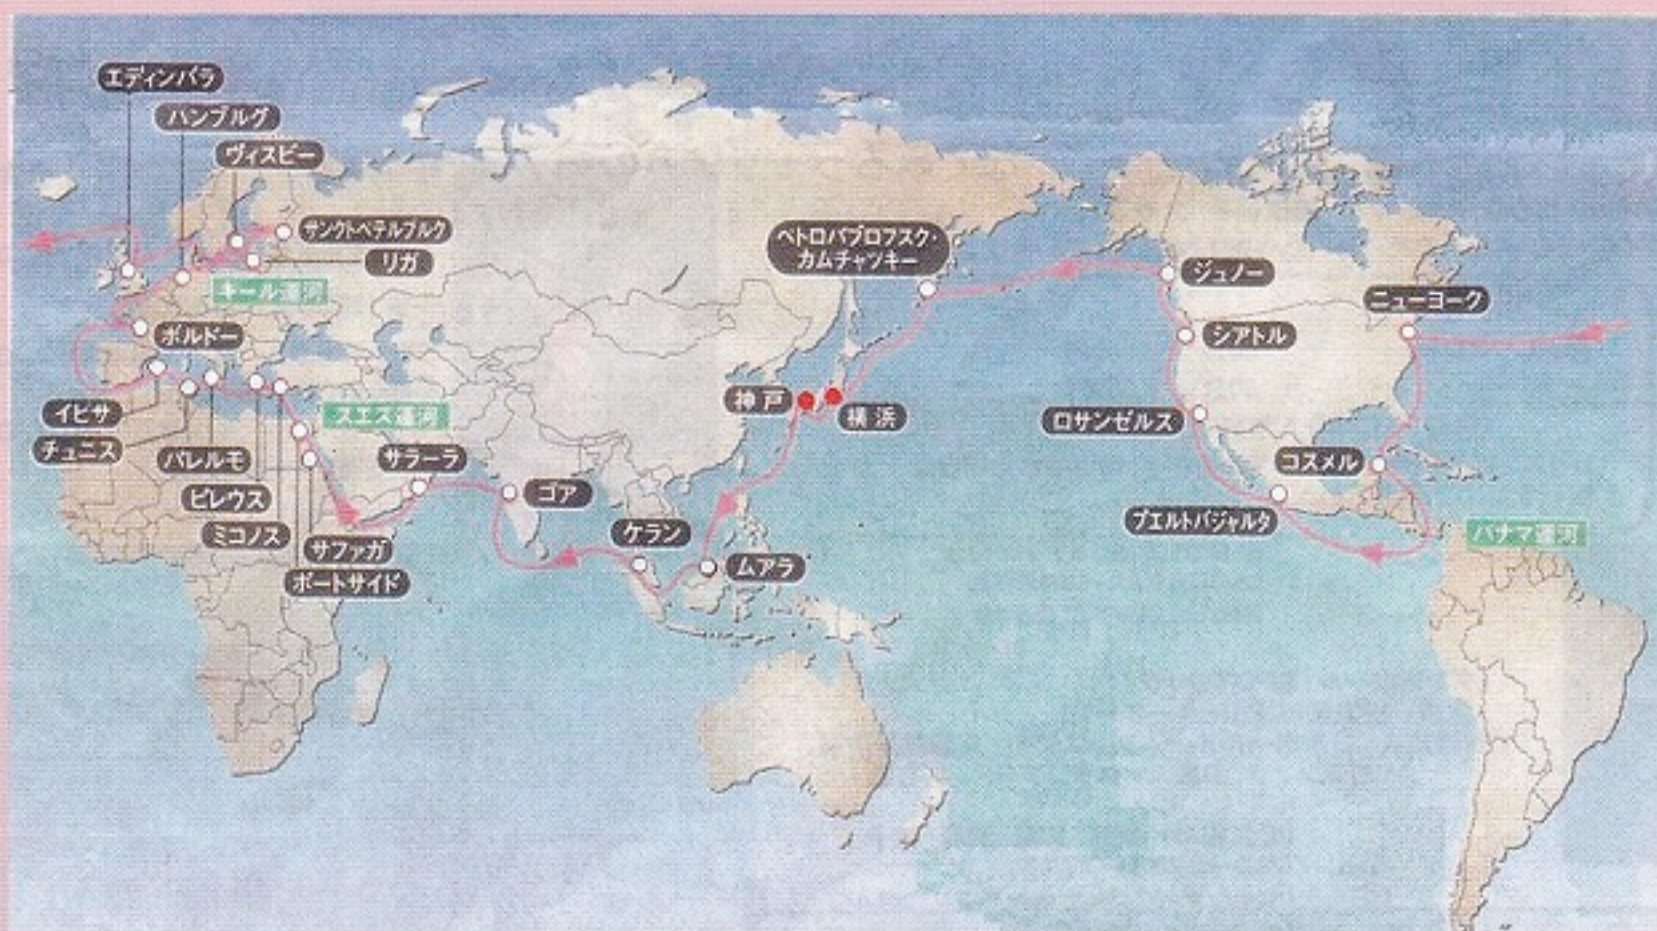 エディンバラ
ハンブルグ
ヴィスビー
サンクトペテルブルク
リガ
キール運河
ボルドー
イビサ
チュニス
パレルモ
ピレウス
ミコノス
サファガ
ポートサイド
スエズ運河
サラーラ
ゴア
ケラン
ムアラ
神戸
横浜
ペトロパブロフスク・
カムチャツキー
ジュノー
シアトル
ニューヨーク
ロサンゼルス
コスメル
プエルトバジャルタ
パナマ運河